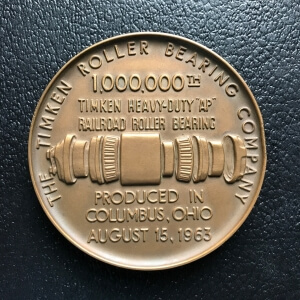 THE TIMKEN ROLLER BEARING COMPANY
1,000,000TH
TIMKEN HEAVY-DUTY "AP"
RAILROAD ROLLER BEARING
PRODUCED IN
COLUMBUS, OHIO
AUGUST 15, 1963